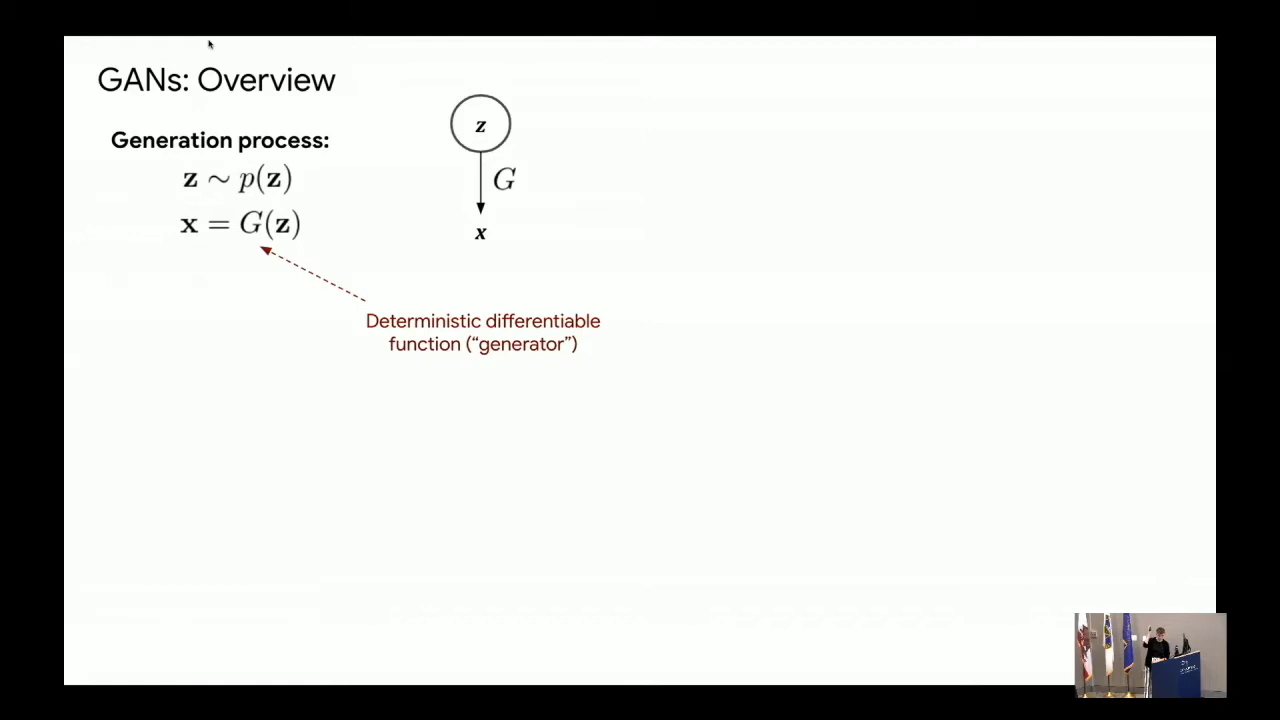 GANs: Overview
Generation process:
z ∼ p(z)
x = G(z)
z
G
x
Deterministic differentiable
function (“generator”)